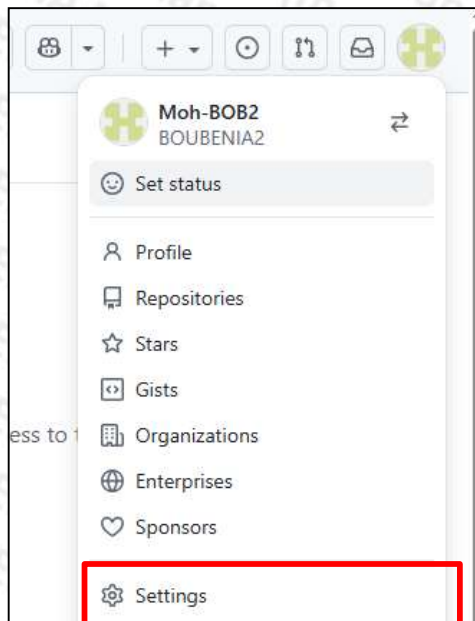 Moh-BOB2
BOUBENIA2
Set status
Profile
Repositories
Stars
Gists
ess to
Organizations
Enterprises
Sponsors
Settings